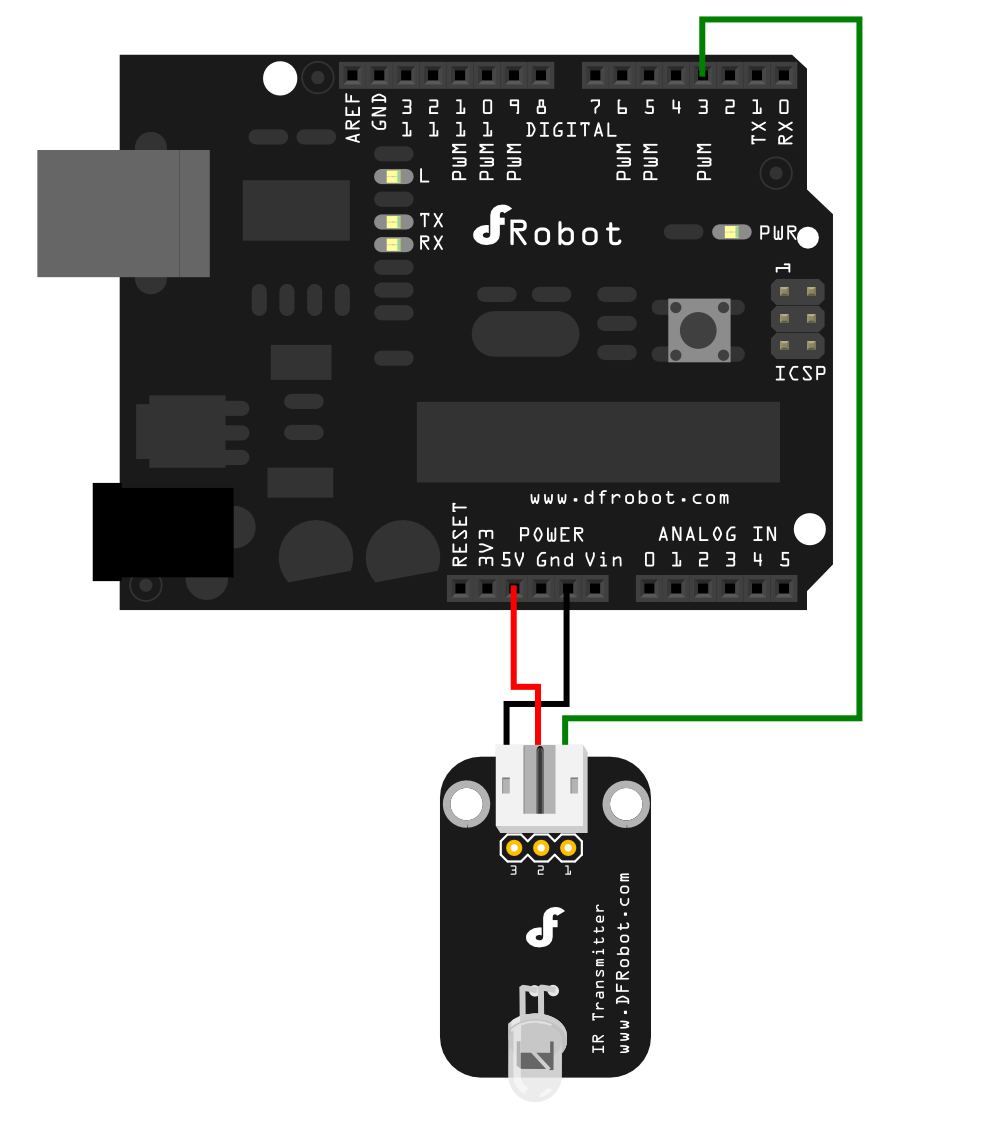 AREF GND 13 12 11 10 9 8 7 6 5 4 3 2 1 0
DIGITAL
TX RX
PWM PWM PWM PWM PWM PWM
L
TX
RX
dfRobot
PWR
1
ICSP
www.dfrobot.com
RESET 3V3
POWER
ANALOG IN
5V Gnd Vin 0 1 2 3 4 5
3 2 1
df
IR Transmitter
www.DFRobot.com